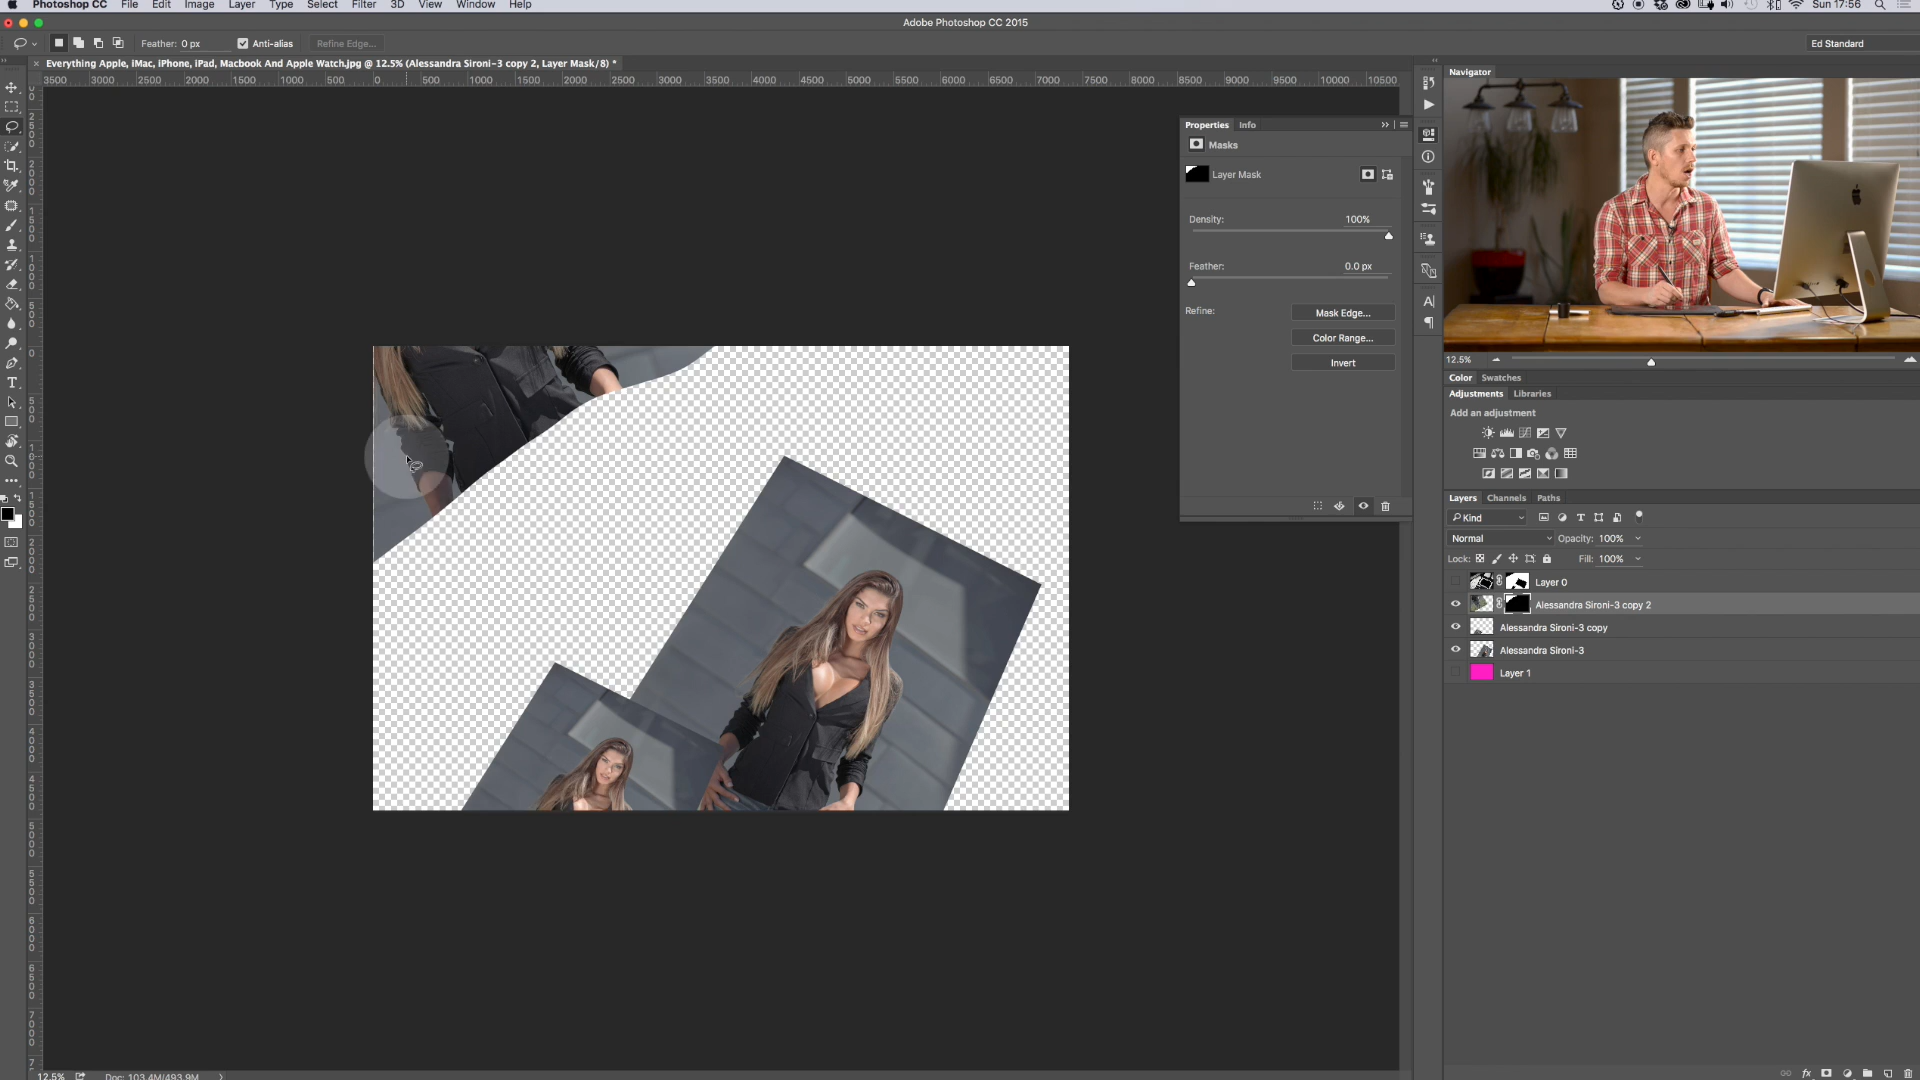 Photoshop CC File Edit Image Layer Type Select Filter 3D View Window Help Sun 17:56
Adobe Photoshop CC 2015
Feather: 0 px Anti-alias Refine Edge... Ed Standard
× Everything Apple, iMac, iPhone, iPad, Macbook And Apple Watch.jpg @ 12.5% (Alessandra Sironi-3 copy 2, Layer Mask/8) *
3500 3000 2500 2000 1500 1000 500 0 500 1000 1500 2000 2500 3000 3500 4000 4500 5000 5500 6000 6500 7000 7500 8000 8500 9000 9500 10000 10500
Navigator
Properties Info
Masks
Layer Mask
Density: 100%
Feather: 0.0 px
Refine: Mask Edge...
Color Range...
Invert
12.5%
Color Swatches
Adjustments Libraries
Add an adjustment
Layers Channels Paths
Kind
Normal Opacity: 100%
Lock: Fill: 100%
Layer 0
Alessandra Sironi-3 copy 2
Alessandra Sironi-3 copy
Alessandra Sironi-3
Layer 1
fx
12.5% Doc: 103.4M/493.9M